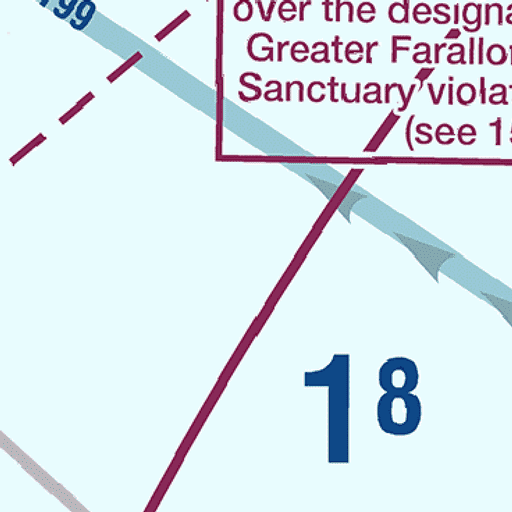 199
over the designa
Greater Farallo
Sanctuary violat
(see 15
18